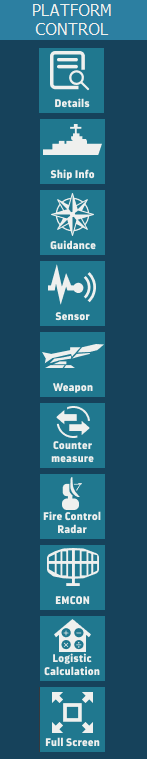 PLATFORM
CONTROL
Details
Ship Info
Guidance
Sensor
Weapon
Counter
measure
Fire Control
Radar
EMCON
Logistic
Calculation
Full Screen